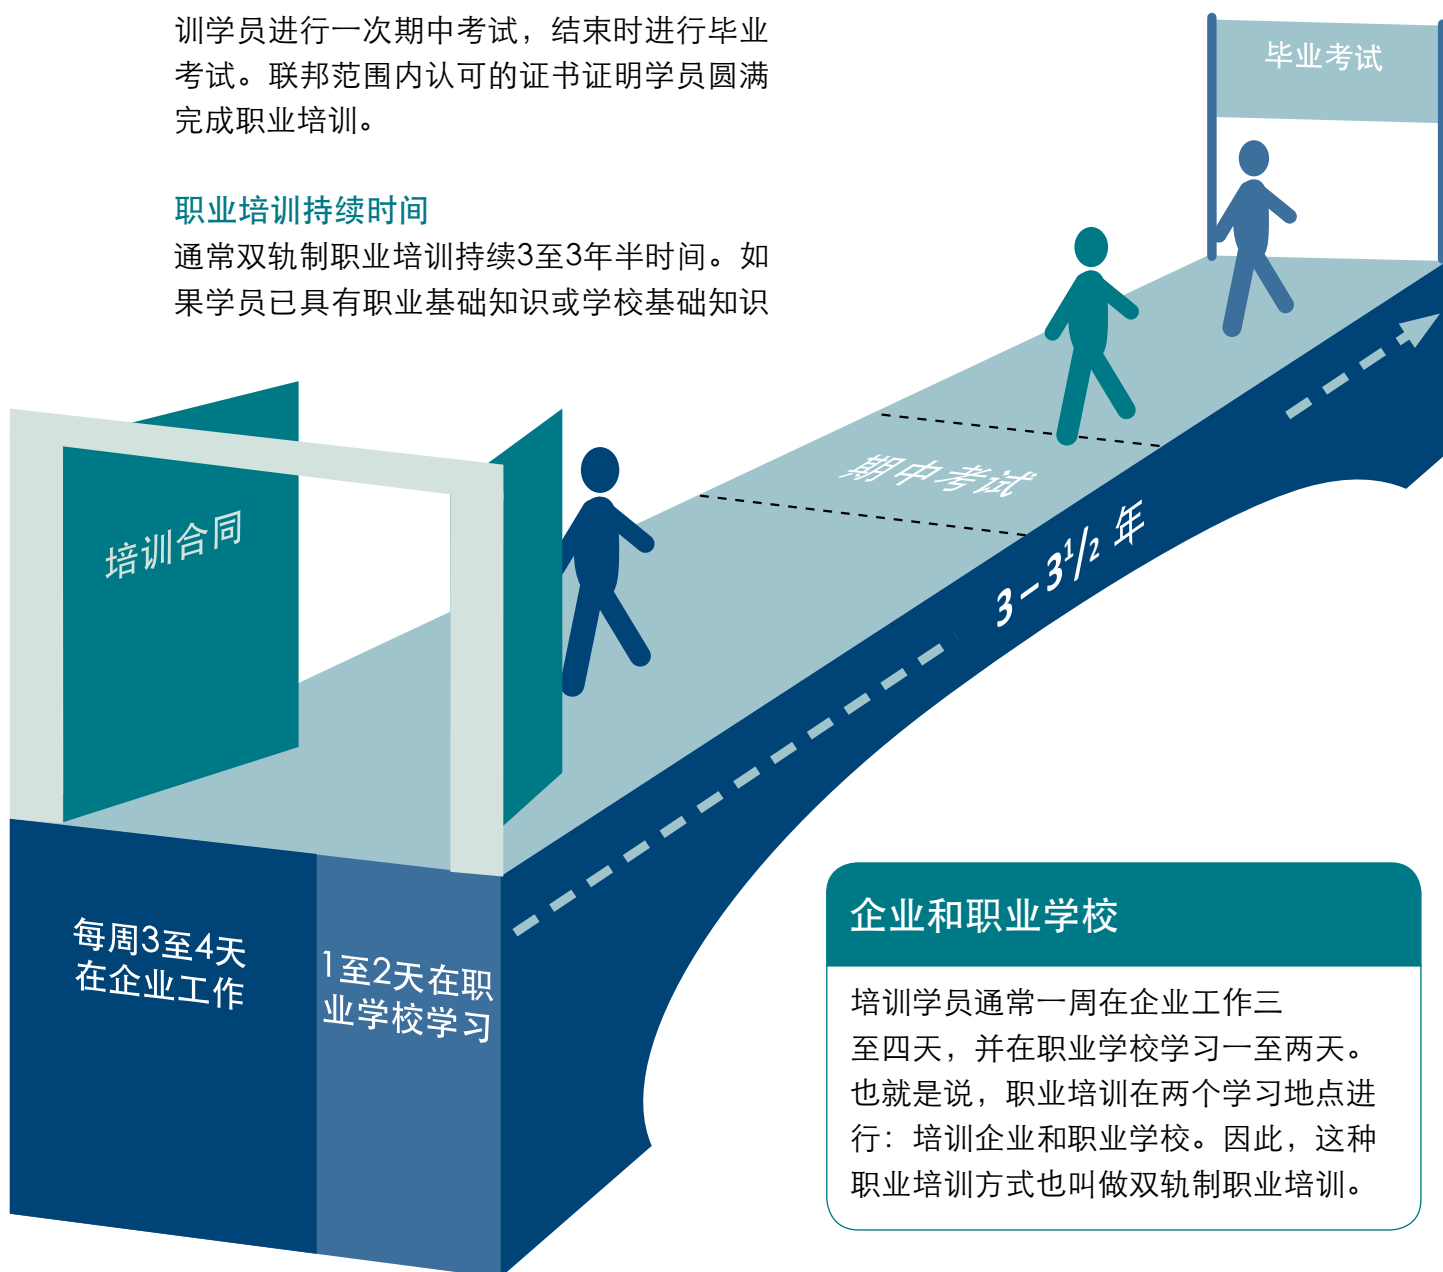 训学员进行一次期中考试，结束时进行毕业
考试。联邦范围内认可的证书证明学员圆满
完成职业培训。
职业培训持续时间
通常双轨制职业培训持续3至3年半时间。如
果学员已具有职业基础知识或学校基础知识
毕业考试
培训合同
期中考试
3–3 1/2 年
每周3至4天
在企业工作
1至2天在职
业学校学习
企业和职业学校
培训学员通常一周在企业工作三
至四天，并在职业学校学习一至两天。
也就是说，职业培训在两个学习地点进
行：培训企业和职业学校。因此，这种
职业培训方式也叫做双轨制职业培训。